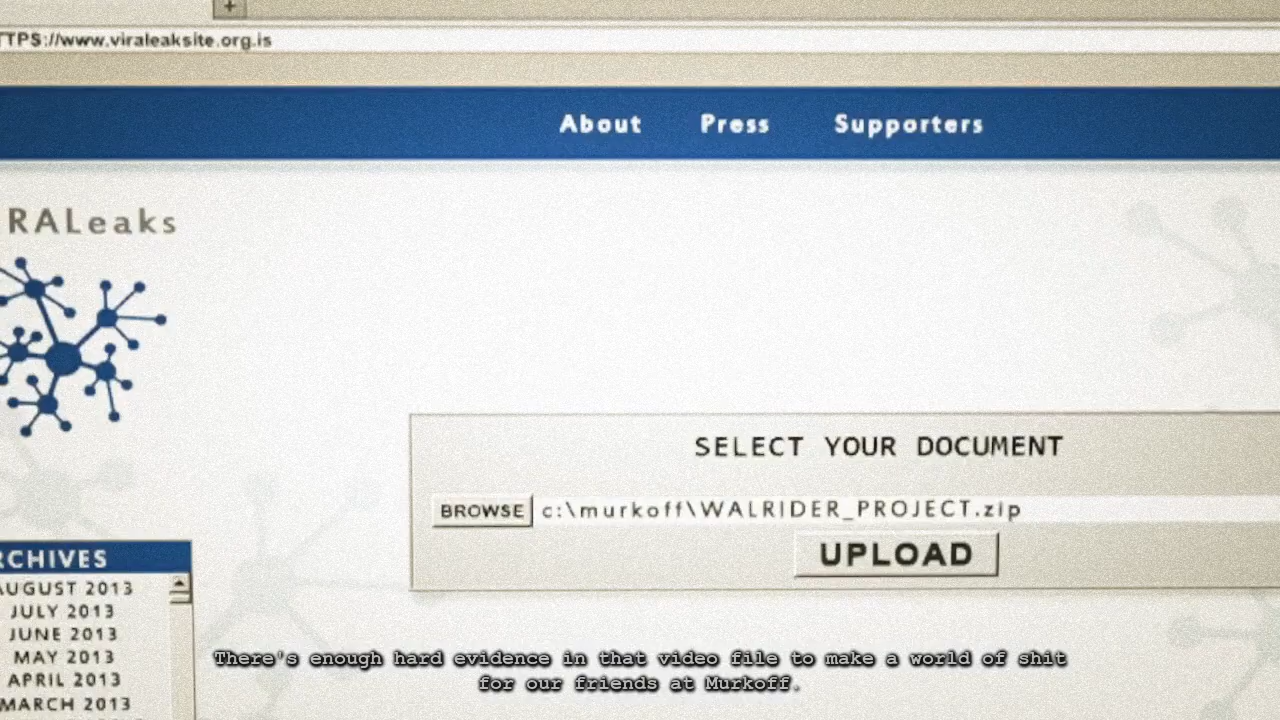 +
TTPS://www.viraleaksite.org.is
About Press Supporters
RALeaks
SELECT YOUR DOCUMENT
BROWSE c:\murkoff\WALRIDER_PROJECT.zip
UPLOAD
RCHIVES
AUGUST 2013
JULY 2013
JUNE 2013
MAY 2013
APRIL 2013
MARCH 2013
There's enough hard evidence in that video file to make a world of shit
for our friends at Murkoff.